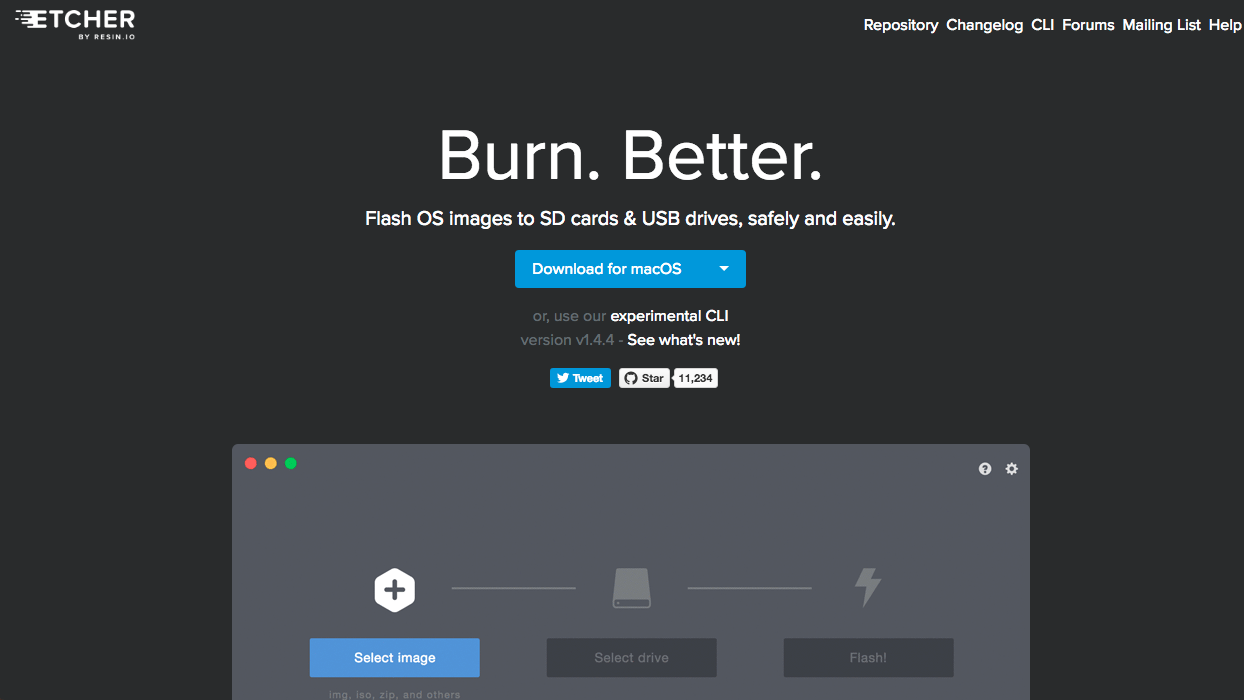 ETCHER
BY RESIN.IO
Repository Changelog CLI Forums Mailing List Help
Burn. Better.
Flash OS images to SD cards & USB drives, safely and easily.
Download for macOS
or, use our experimental CLI
version v1.4.4 - See what's new!
Tweet Star 11,234
Select image Select drive Flash!
img, iso, zip, and others